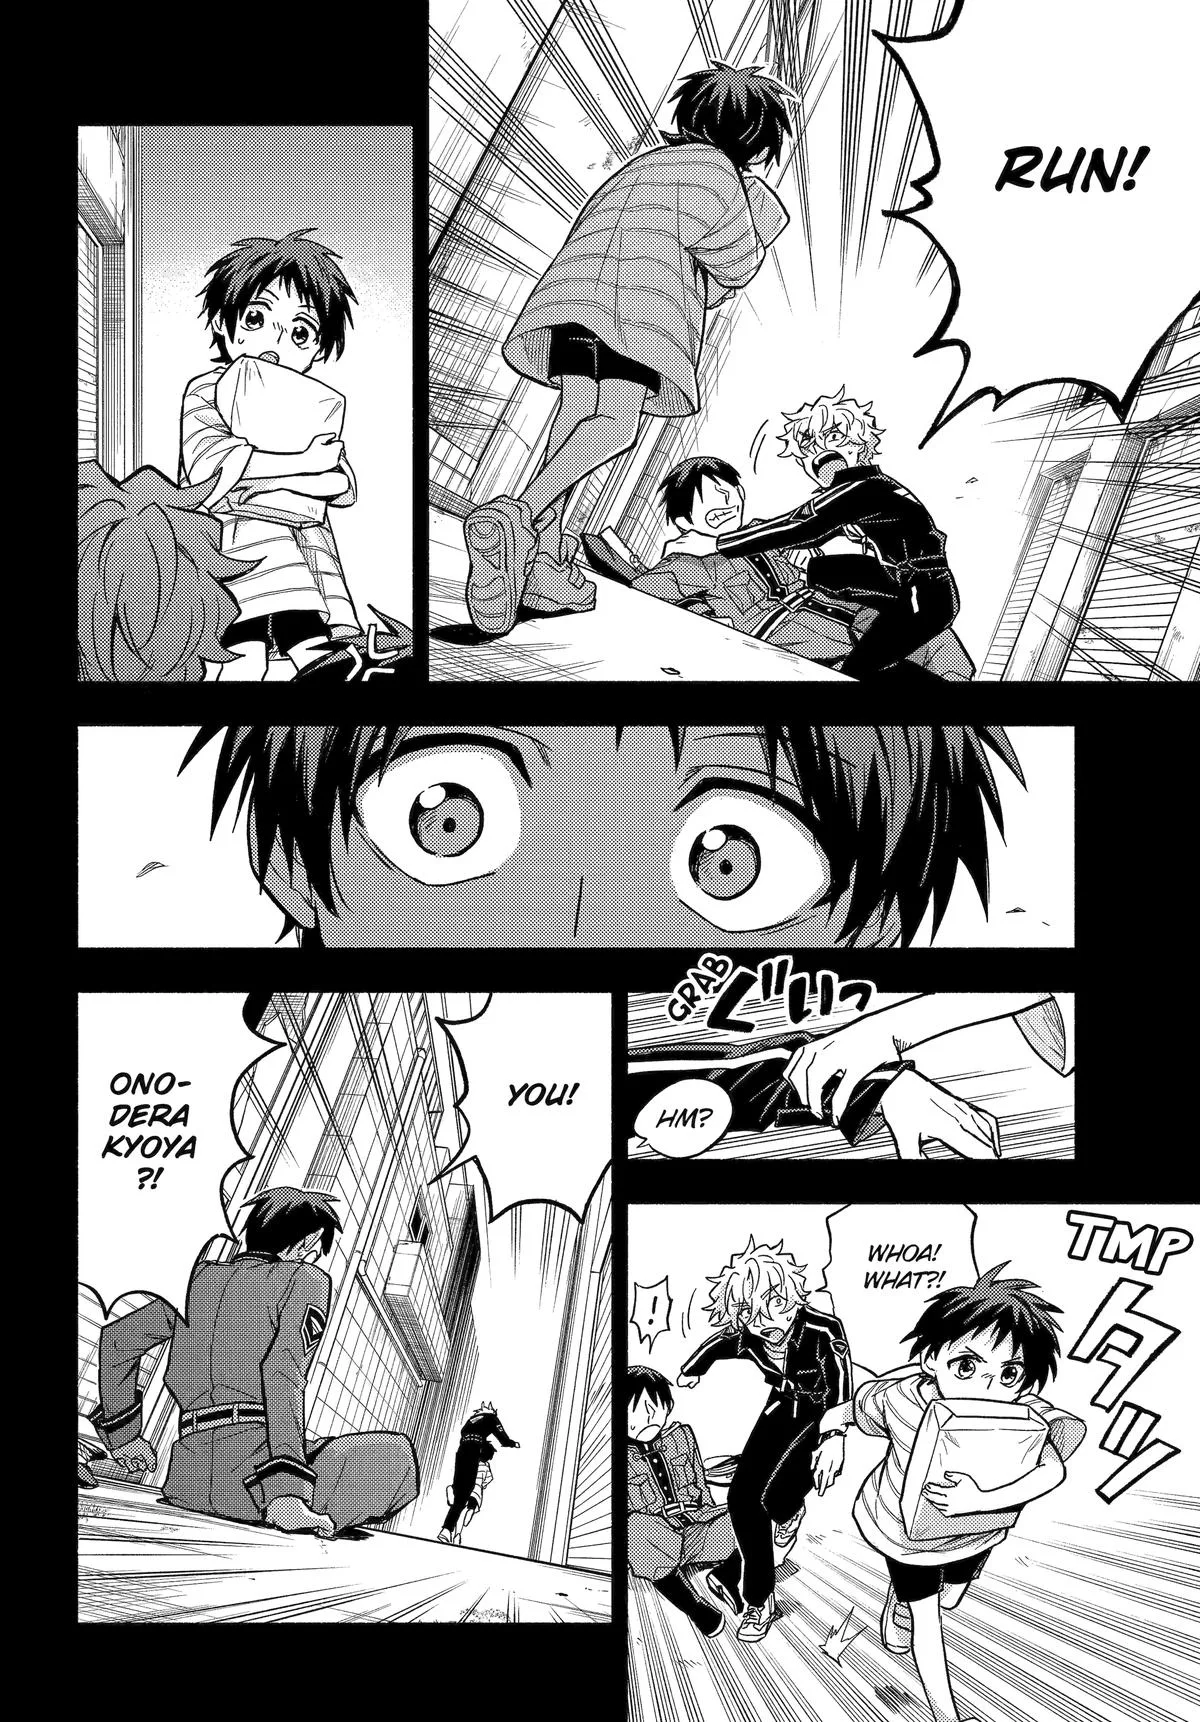 RUN!
GRAB
ぐいっ
HM?
WHOA!
WHAT?!
!
TMP
タタッ
YOU!
ONO-
DERA
KYOYA
?!